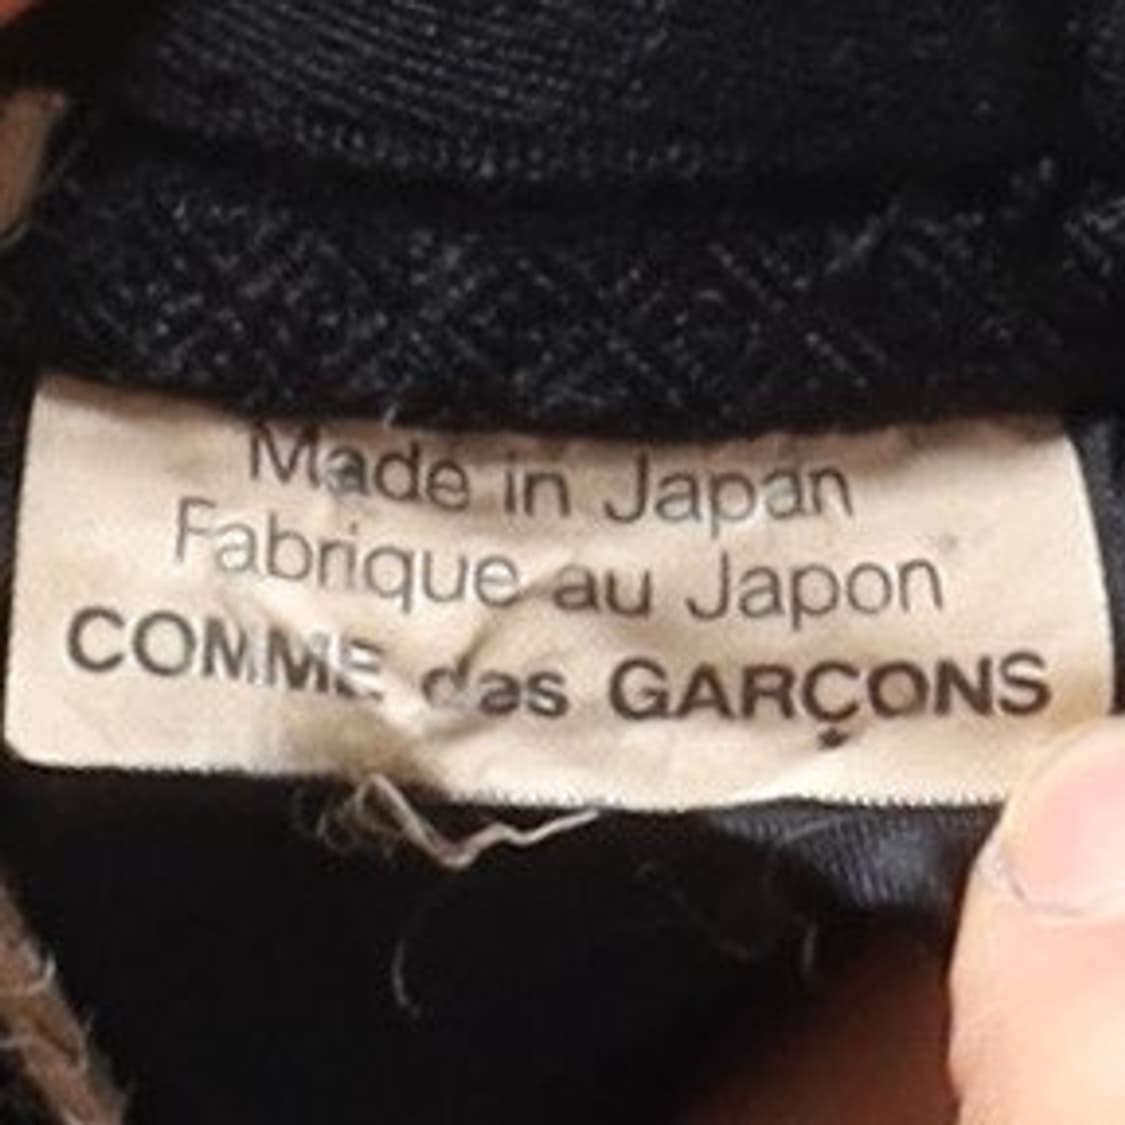 Made in Japan
Fabrique au Japon
COMME des GARÇONS